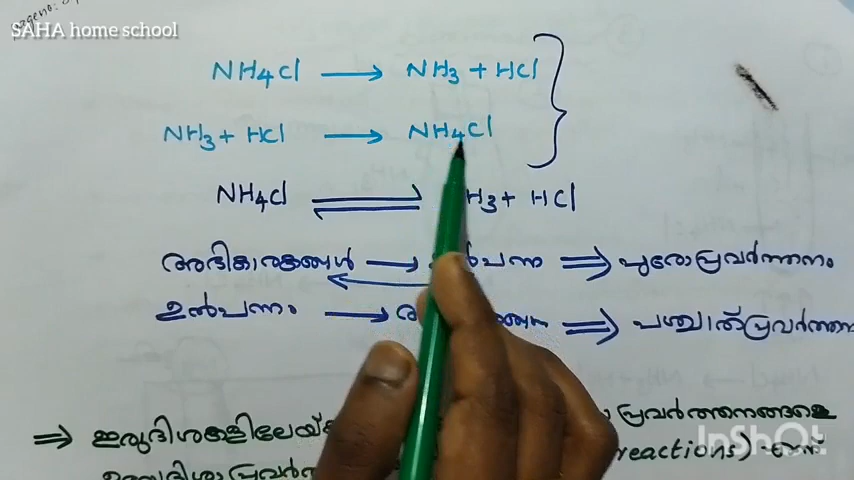 SAHA home school
NH₄Cl ⟶ NH₃ + HCl
NH₃ + HCl ⟶ NH₄Cl
NH₄Cl ⇌ H₃ + HCl
അഭികാരകങ്ങൾ ⟶ ⟹ പുരോപ്രവർത്തനം
ഉൽപന്നം ⟶ ⟹ പശ്ചാത്പ്രവർത്തന
⟹ ഇരുദിശകളിലേയ്ക് പ്രവർത്തനങ്ങളെ
reactions)
InShOt